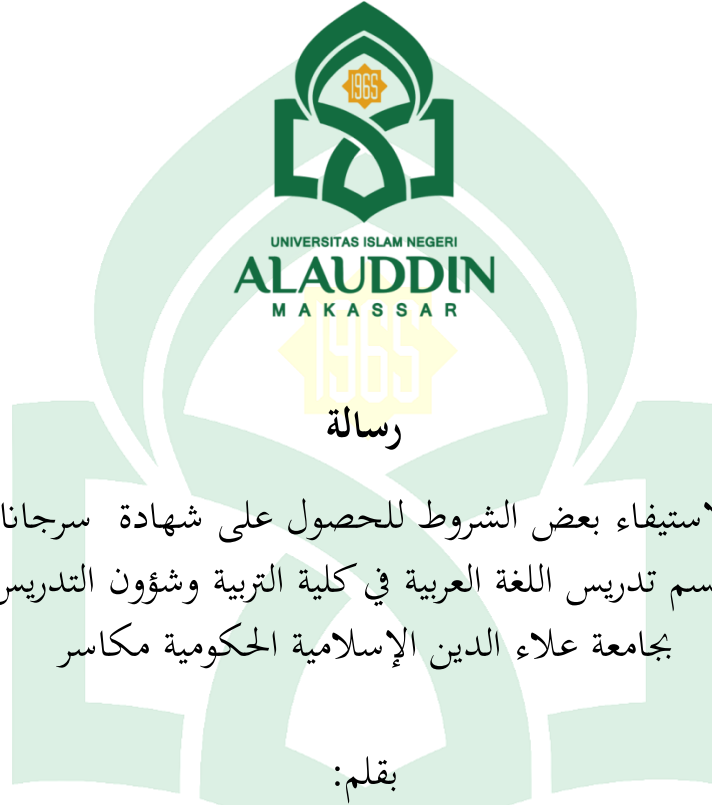 1965
UNIVERSITAS ISLAM NEGERI
ALAUDDIN
MAKASSAR
1965
رسالة
لاستيفاء بعض الشروط للحصول على شهادة سرجانا
سم تدريس اللغة العربية في كلية التربية وشؤون التدريس
بجامعة علاء الدين الإسلامية الحكومية مكاسر
بقلم: